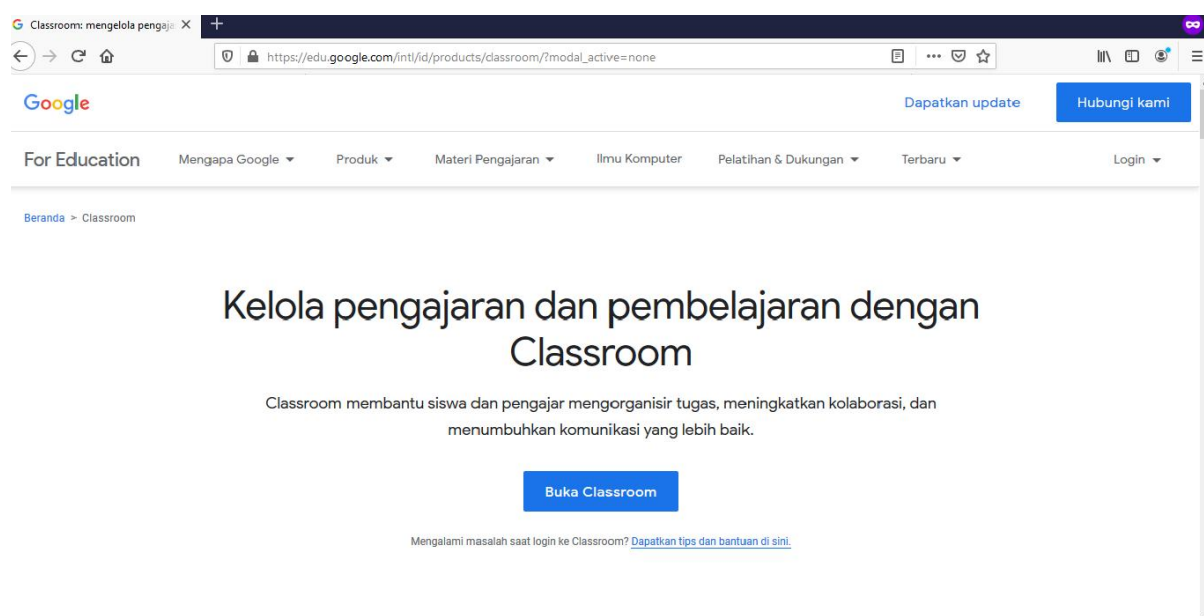 Classroom: mengelola pengaja
https://edu.google.com/intl/id/products/classroom/?modal_active=none
Google
Dapatkan update
Hubungi kami
For Education
Mengapa Google
Produk
Materi Pengajaran
Ilmu Komputer
Pelatihan & Dukungan
Terbaru
Login
Beranda > Classroom
Kelola pengajaran dan pembelajaran dengan
Classroom
Classroom membantu siswa dan pengajar mengorganisir tugas, meningkatkan kolaborasi, dan
menumbuhkan komunikasi yang lebih baik.
Buka Classroom
Mengalami masalah saat login ke Classroom? Dapatkan tips dan bantuan di sini.